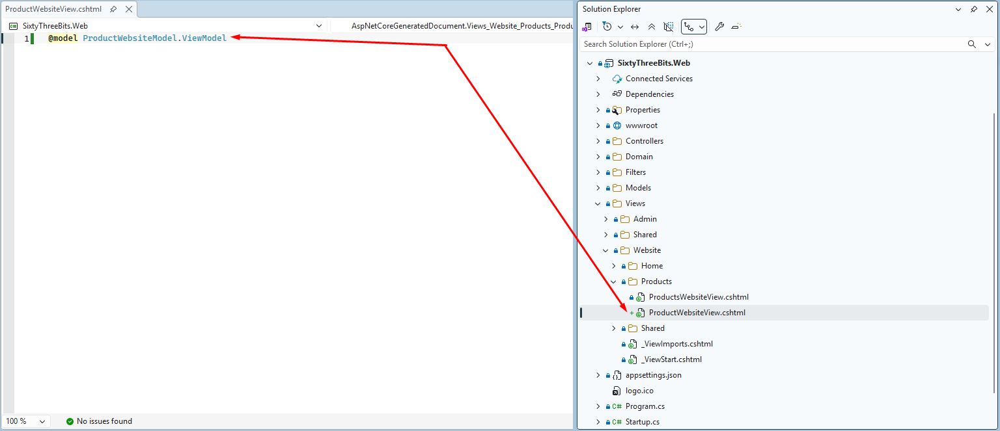 ProductWebsiteView.cshtml
SixtyThreeBits.Web
AspNetCoreGeneratedDocument.Views_Website_Products_Produ
1 @model ProductWebsiteModel.ViewModel
100 %
No issues found
Solution Explorer
Search Solution Explorer (Ctrl+;)
SixtyThreeBits.Web
Connected Services
Dependencies
Properties
wwwroot
Controllers
Domain
Filters
Models
Views
Admin
Shared
Website
Home
Products
ProductsWebsiteView.cshtml
ProductWebsiteView.cshtml
Shared
_ViewImports.cshtml
_ViewStart.cshtml
appsettings.json
logo.ico
C# Program.cs
C# Startup.cs